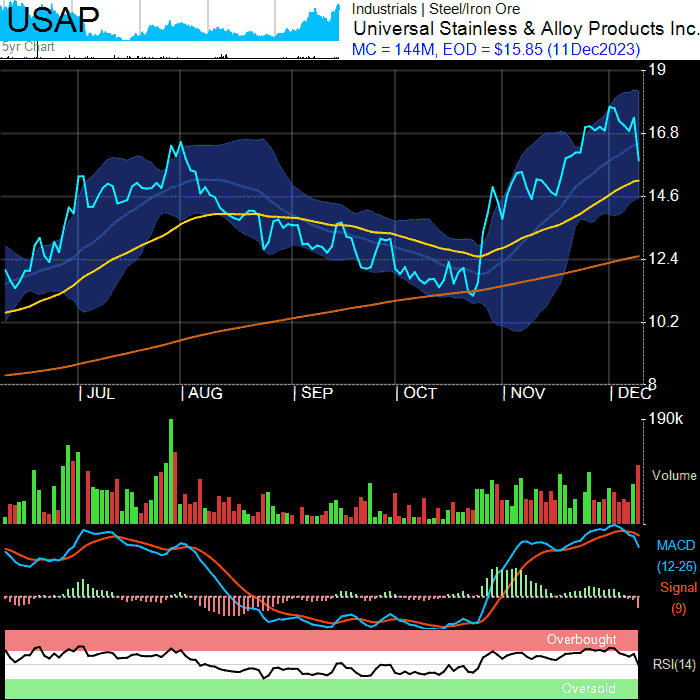 USAP
5yr Chart
Industrials | Steel/Iron Ore
Universal Stainless & Alloy Products Inc.
MC = 144M, EOD = $15.85 (11Dec2023)
19
16.8
14.6
12.4
10.2
8
| JUL | AUG | SEP | OCT | NOV | DEC
190k
Volume
MACD
(12-26)
Signal
(9)
Overbought
RSI(14)
Oversold